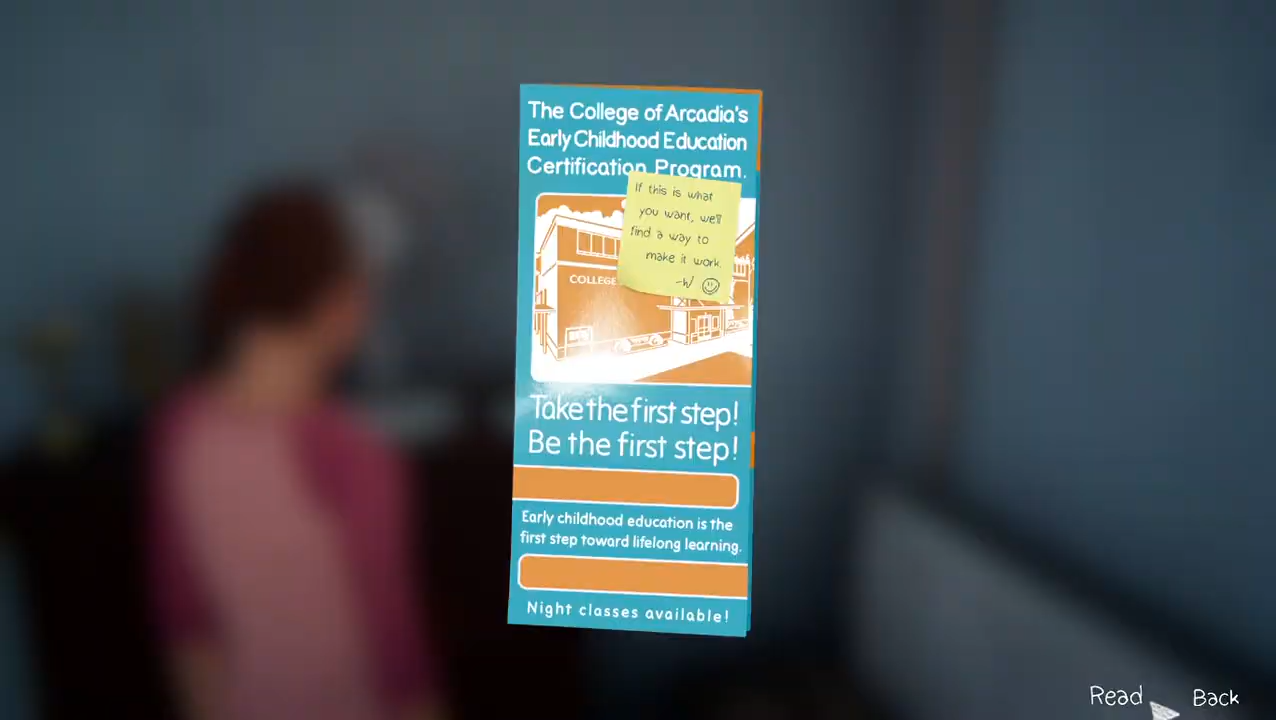 The College of Arcadia's
Early Childhood Education
Certification Program.
If this is what
you want, we'll
find a way to
make it work.
-W
COLLEGE
Take the first step!
Be the first step!
Early childhood education is the
first step toward lifelong learning.
Night classes available!
Read
Back